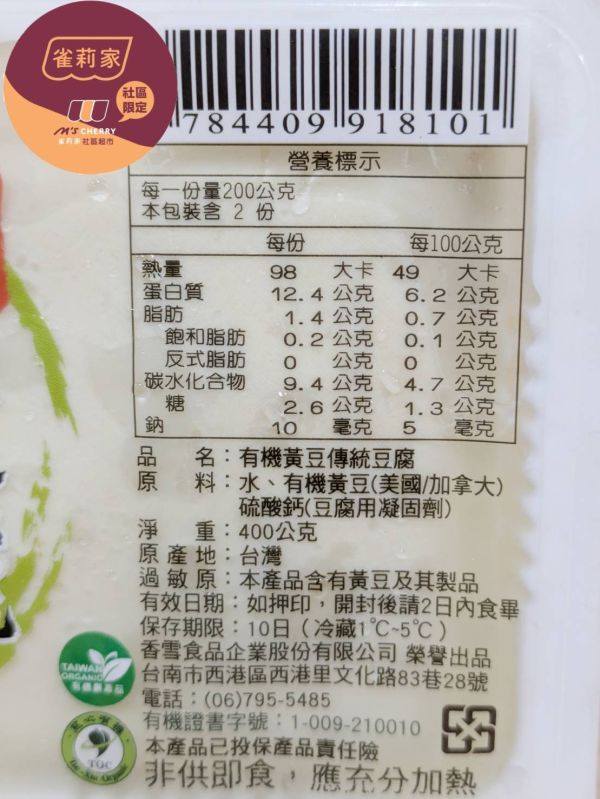 雀莉家
社區
限定
M'S CHERRY
雀莉家社區超市
784409 918101
營養標示
每一份量200公克
本包裝含 2 份
每份 每100公克
熱量 98 大卡 49 大卡
蛋白質 12.4 公克 6.2 公克
脂肪 1.4 公克 0.7 公克
飽和脂肪 0.2 公克 0.1 公克
反式脂肪 0 公克 0 公克
碳水化合物 9.4 公克 4.7 公克
糖 2.6 公克 1.3 公克
鈉 10 毫克 5 毫克
品 名：有機黃豆傳統豆腐
原 料：水、有機黃豆(美國/加拿大)
硫酸鈣(豆腐用凝固劑)
淨 重：400公克
原產地：台灣
過敏原：本產品含有黃豆及其製品
有效日期：如押印，開封後請2日內食畢
保存期限：10日（冷藏1℃~5℃）
香雪食品企業股份有限公司 榮譽出品
台南市西港區西港里文化路83巷28號
電話：(06)795-5485
有機證書字號：1-009-210010
本產品已投保產品責任險
非供即食，應充分加熱
TAIWAN
ORGANIC
有機農產品
TOC